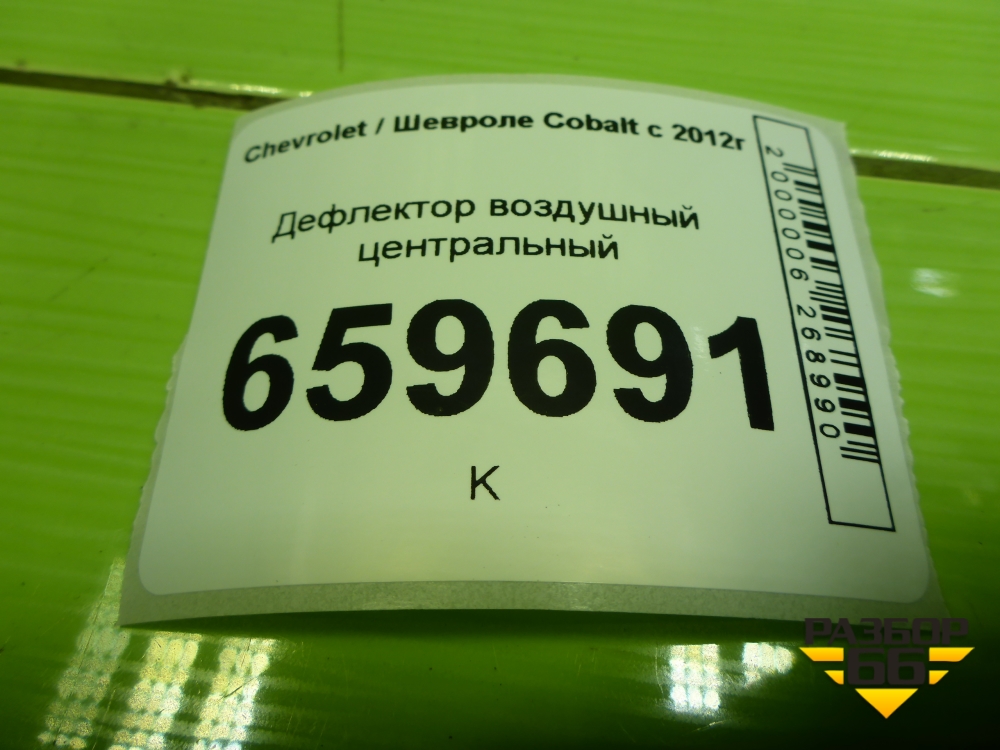 Chevrolet / Шевроле Cobalt с 2012г
Дефлектор воздушный
центральный
659691
К
2000006268990
РАЗБОР
66